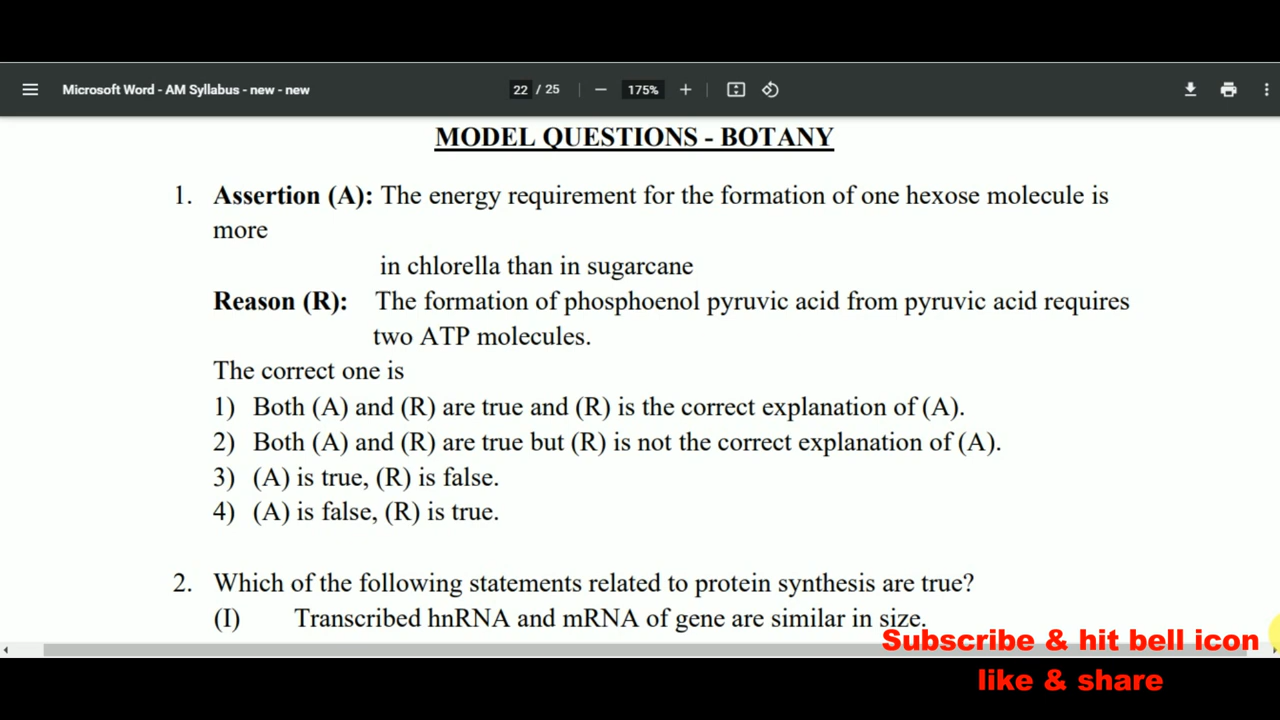 Microsoft Word - AM Syllabus - new - new
22 / 25
175%
MODEL QUESTIONS - BOTANY
1. Assertion (A): The energy requirement for the formation of one hexose molecule is
more
in chlorella than in sugarcane
Reason (R): The formation of phosphoenol pyruvic acid from pyruvic acid requires
two ATP molecules.
The correct one is
1) Both (A) and (R) are true and (R) is the correct explanation of (A).
2) Both (A) and (R) are true but (R) is not the correct explanation of (A).
3) (A) is true, (R) is false.
4) (A) is false, (R) is true.
2. Which of the following statements related to protein synthesis are true?
(I) Transcribed hnRNA and mRNA of gene are similar in size.
Subscribe & hit bell icon
like & share